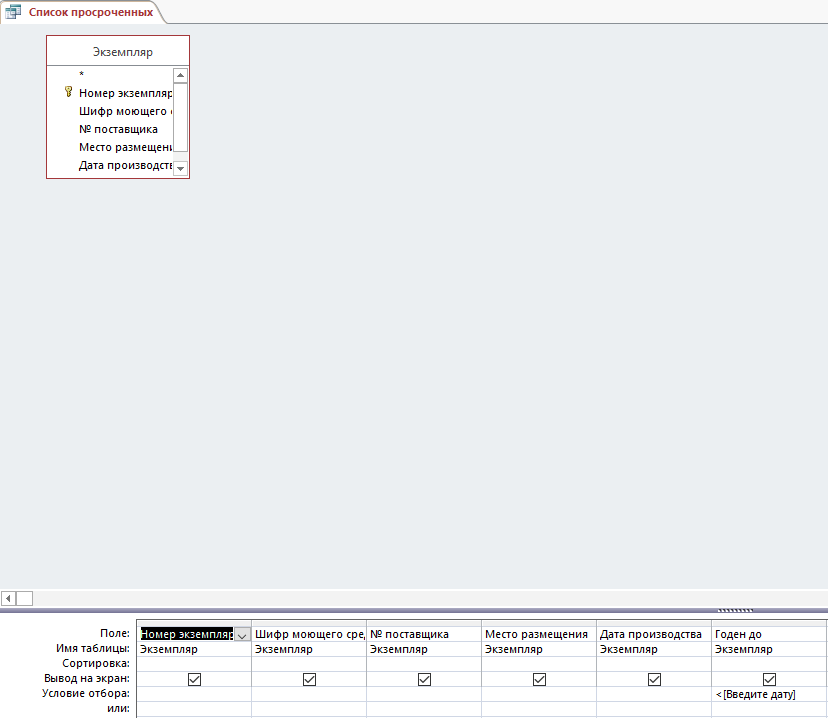 Список просроченных
Экземпляр
*
Номер экземпляр
Шифр моющего
№ поставщика
Место размещени
Дата производств
Поле: Номер экземпляр Шифр моющего сред № поставщика Место размещения Дата производства Годен до
Имя таблицы: Экземпляр Экземпляр Экземпляр Экземпляр Экземпляр Экземпляр
Сортировка:
Вывод на экран:
Условие отбора: <[Введите дату]
или: